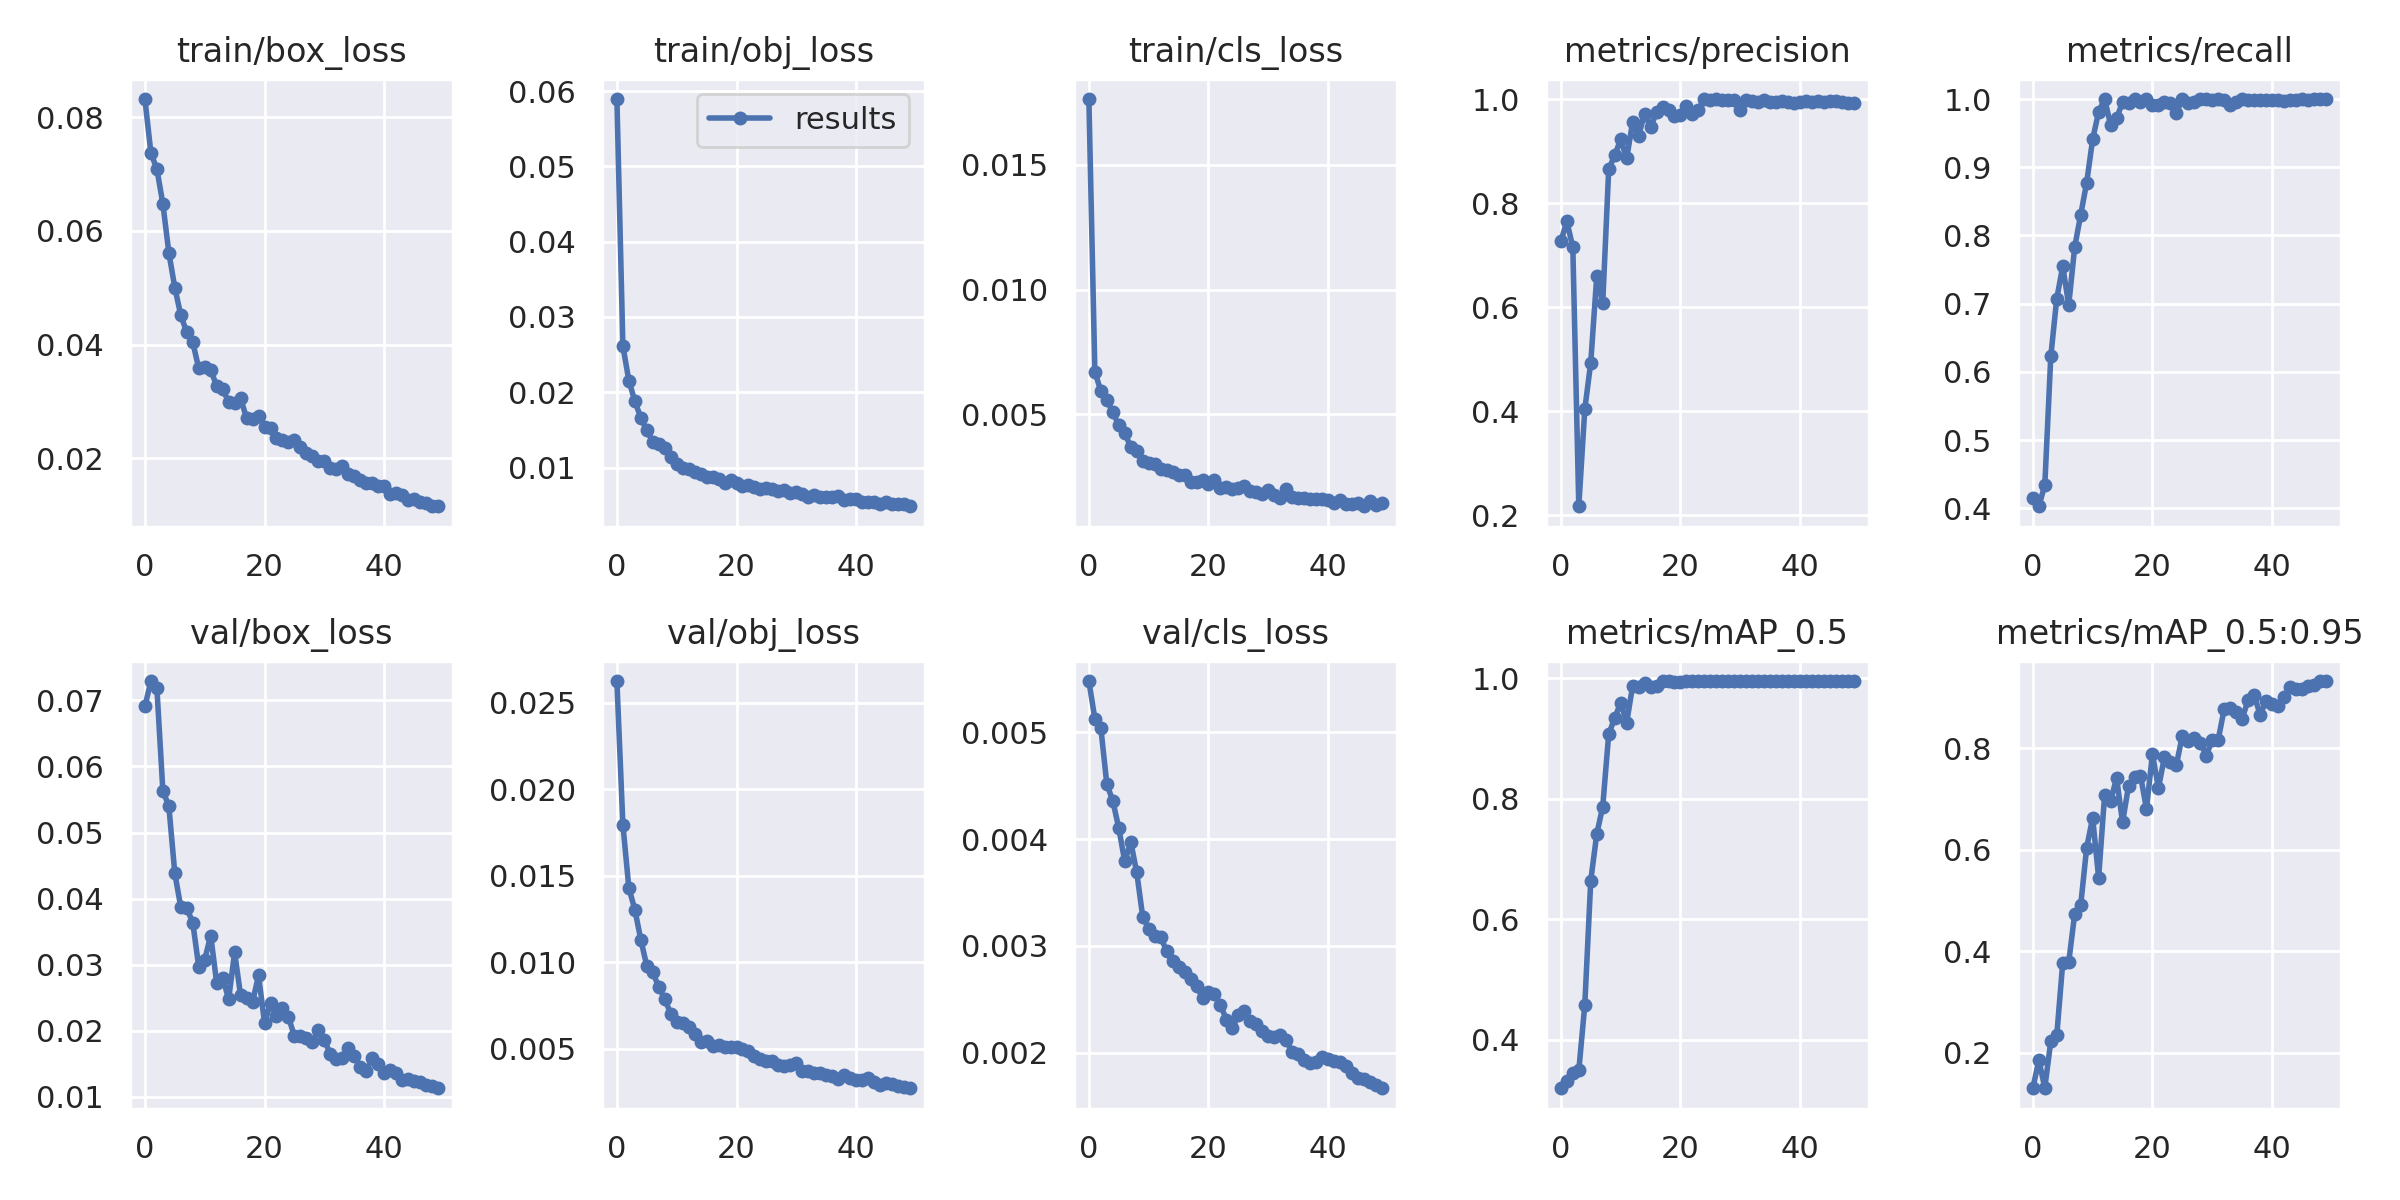 train/box_loss
train/obj_loss
train/cls_loss
metrics/precision
metrics/recall
0.08
0.06
0.04
0.02
0 20 40
0.06
0.05
0.04
0.03
0.02
0.01
0 20 40
results
0.015
0.010
0.005
0 20 40
1.0
0.8
0.6
0.4
0.2
0 20 40
1.0
0.9
0.8
0.7
0.6
0.5
0.4
0 20 40
val/box_loss
val/obj_loss
val/cls_loss
metrics/mAP_0.5
metrics/mAP_0.5:0.95
0.07
0.06
0.05
0.04
0.03
0.02
0.01
0 20 40
0.025
0.020
0.015
0.010
0.005
0 20 40
0.005
0.004
0.003
0.002
0 20 40
1.0
0.8
0.6
0.4
0 20 40
0.8
0.6
0.4
0.2
0 20 40